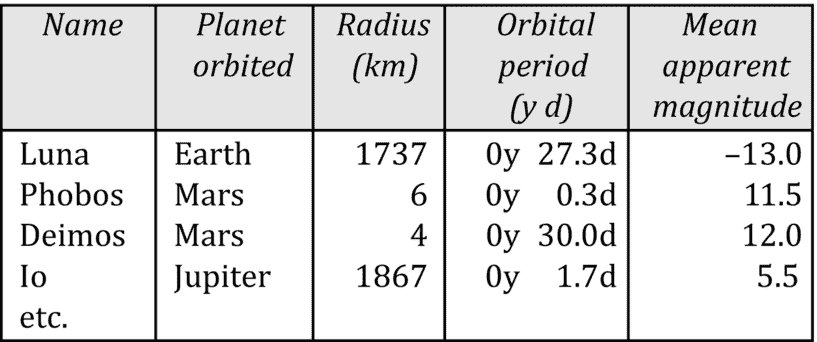 Name Planet orbited Radius (km) Orbital period (y d) Mean apparent magnitude
Luna Earth 1737 0y 27.3d –13.0
Phobos Mars 6 0y 0.3d 11.5
Deimos Mars 4 0y 30.0d 12.0
Io Jupiter 1867 0y 1.7d 5.5
etc.